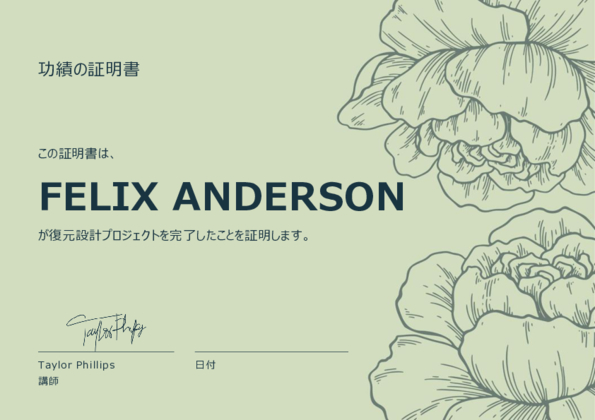 功績の証明書
この証明書は、
FELIX ANDERSON
が復元設計プロジェクトを完了したことを証明します。
Taylor Phillips
Taylor Phillips
日付
講師